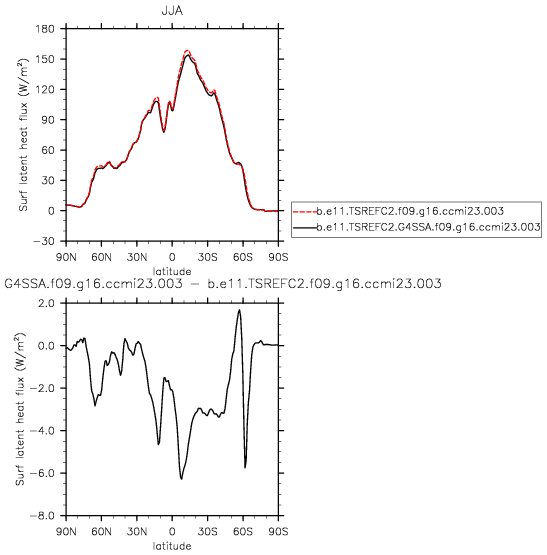 JJA
180
150
120
90
60
30
0
−30
Surf latent heat flux (W/m²)
90N 60N 30N 0 30S 60S 90S
latitude
b.e11.TSREFC2.f09.g16.ccmi23.003
b.e11.TSREFC2.G4SSA.f09.g16.ccmi23.003
G4SSA.f09.g16.ccmi23.003 − b.e11.TSREFC2.f09.g16.ccmi23.003
2.0
0.0
−2.0
−4.0
−6.0
−8.0
Surf latent heat flux (W/m²)
90N 60N 30N 0 30S 60S 90S
latitude